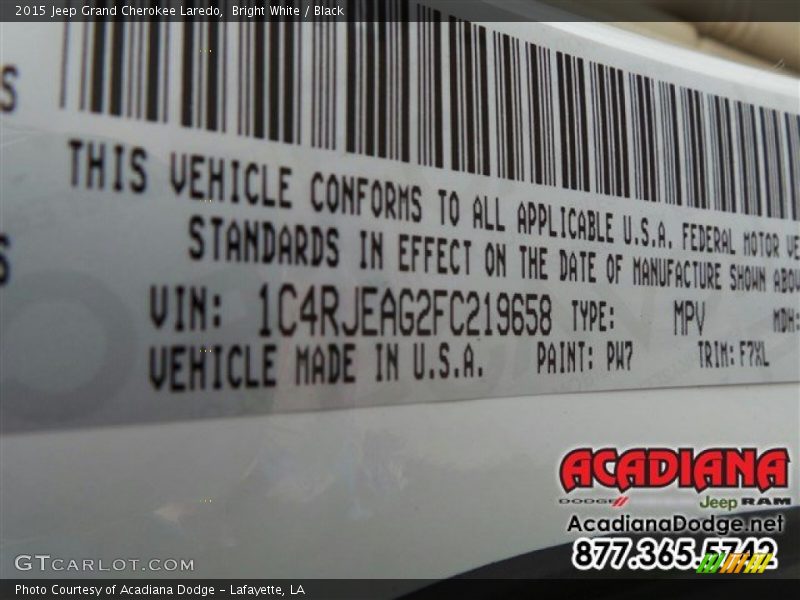 2015 Jeep Grand Cherokee Laredo, Bright White / Black
S
THIS VEHICLE CONFORMS TO ALL APPLICABLE U.S.A. FEDERAL MOTOR VE
STANDARDS IN EFFECT ON THE DATE OF MANUFACTURE SHOWN ABOV
S
VIN: 1C4RJEAG2FC219658 TYPE: MPV MDH:
VEHICLE MADE IN U.S.A. PAINT: PW7 TRIM: F7XL
ACADIANA
DODGE Jeep RAM
AcadianaDodge.net
877.365.5742
GTCARLOT.COM
Photo Courtesy of Acadiana Dodge - Lafayette, LA